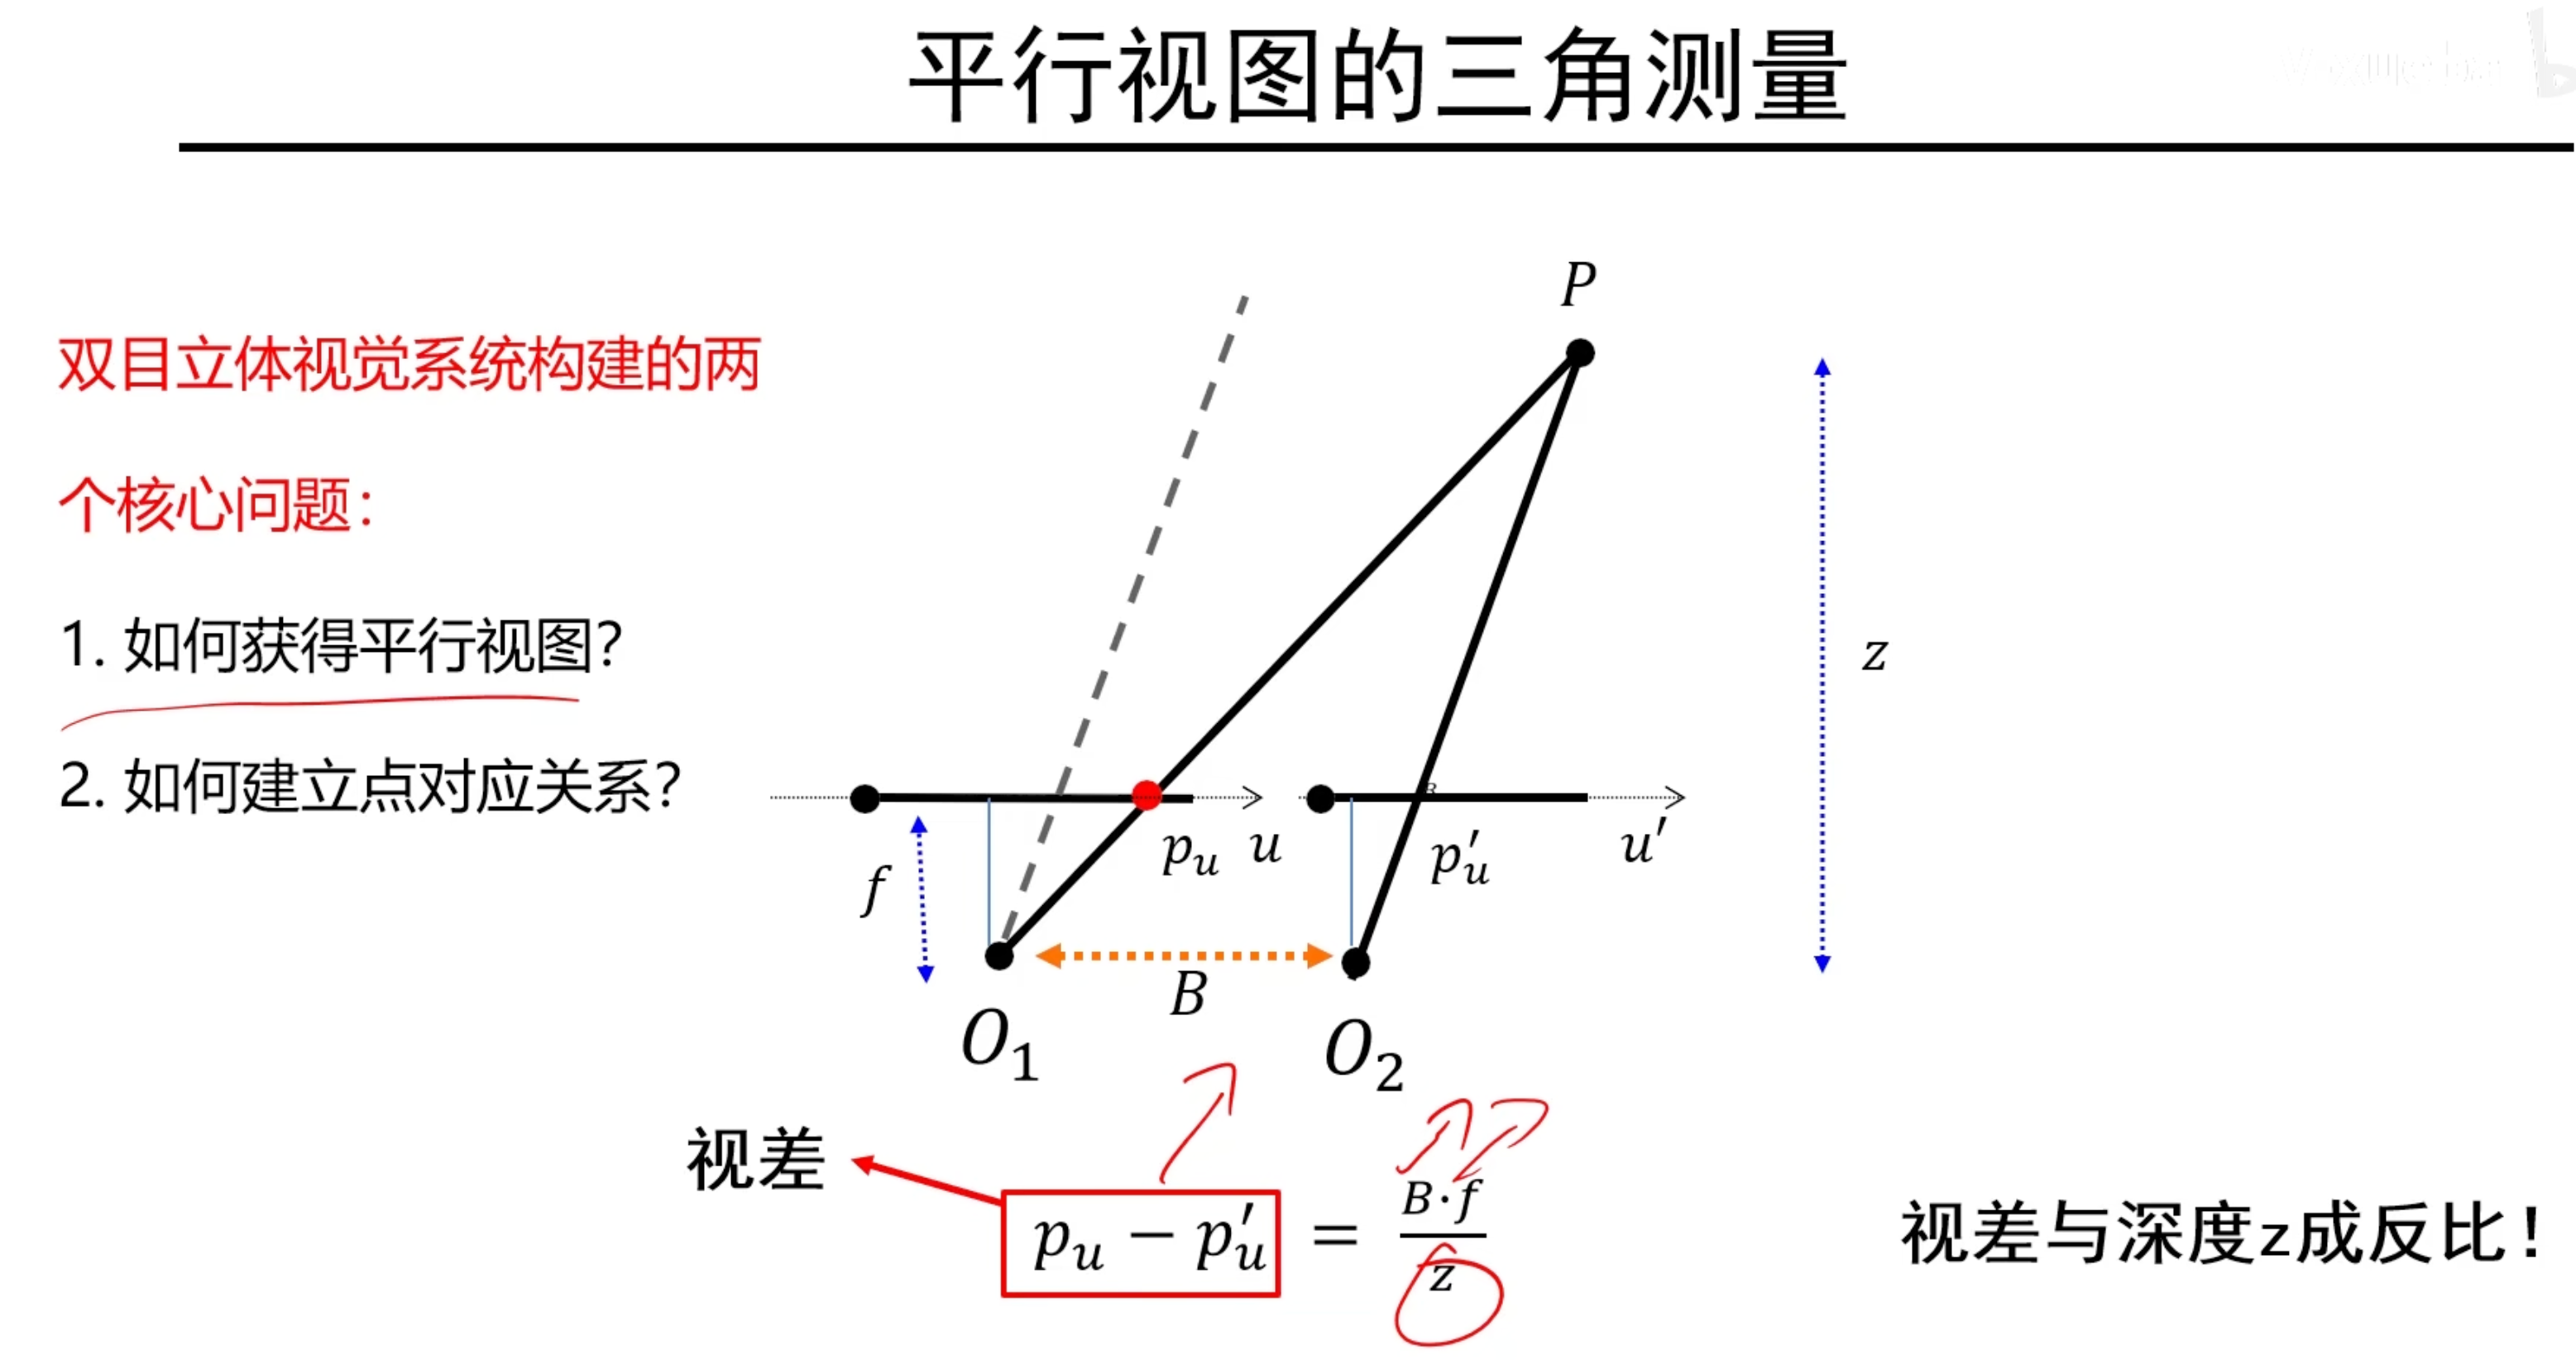 平行视图的三角测量
双目立体视觉系统构建的两
个核心问题：
1. 如何获得平行视图？
2. 如何建立点对应关系？
P
z
p_u u
p'_u
u'
f
B
O_1
O_2
视差
p_u − p'_u = \frac{B·f}{z}
视差与深度z成反比！